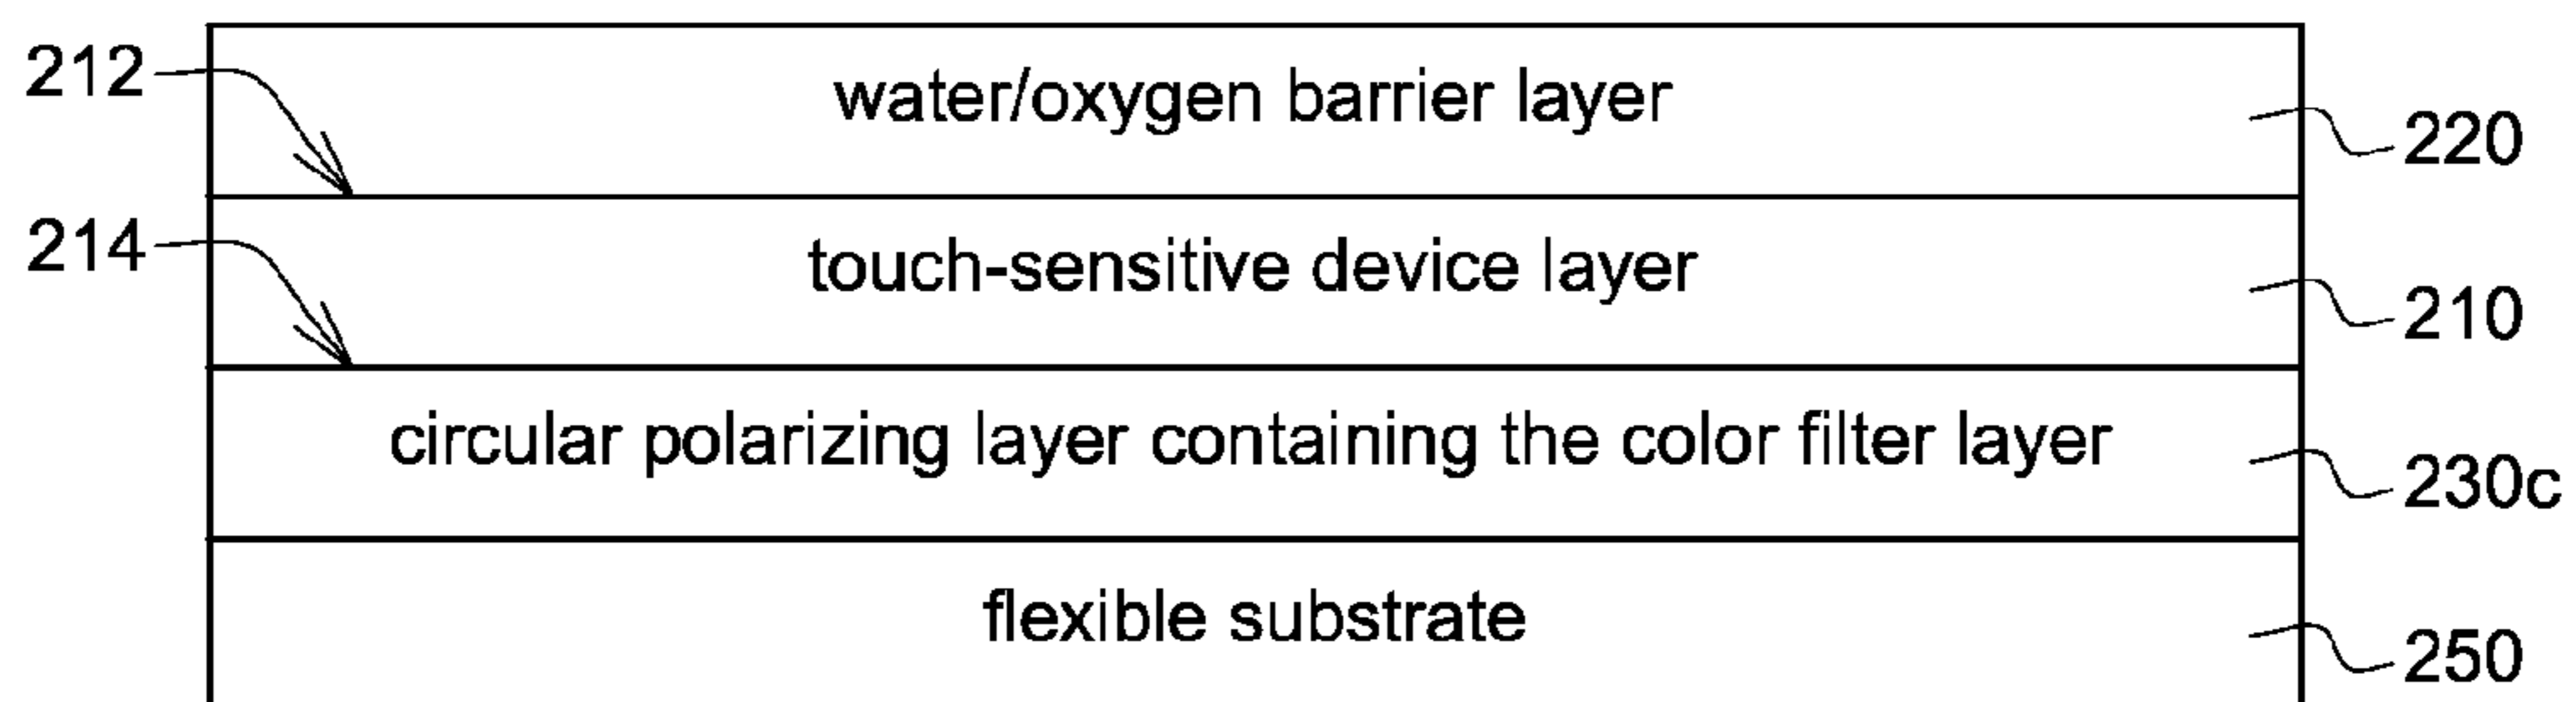 212
water/oxygen barrier layer
220
214
touch-sensitive device layer
210
circular polarizing layer containing the color filter layer
230c
flexible substrate
250